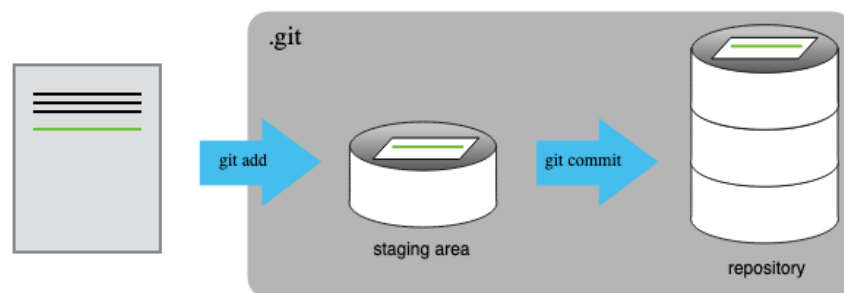 .git
git add
git commit
staging area
repository